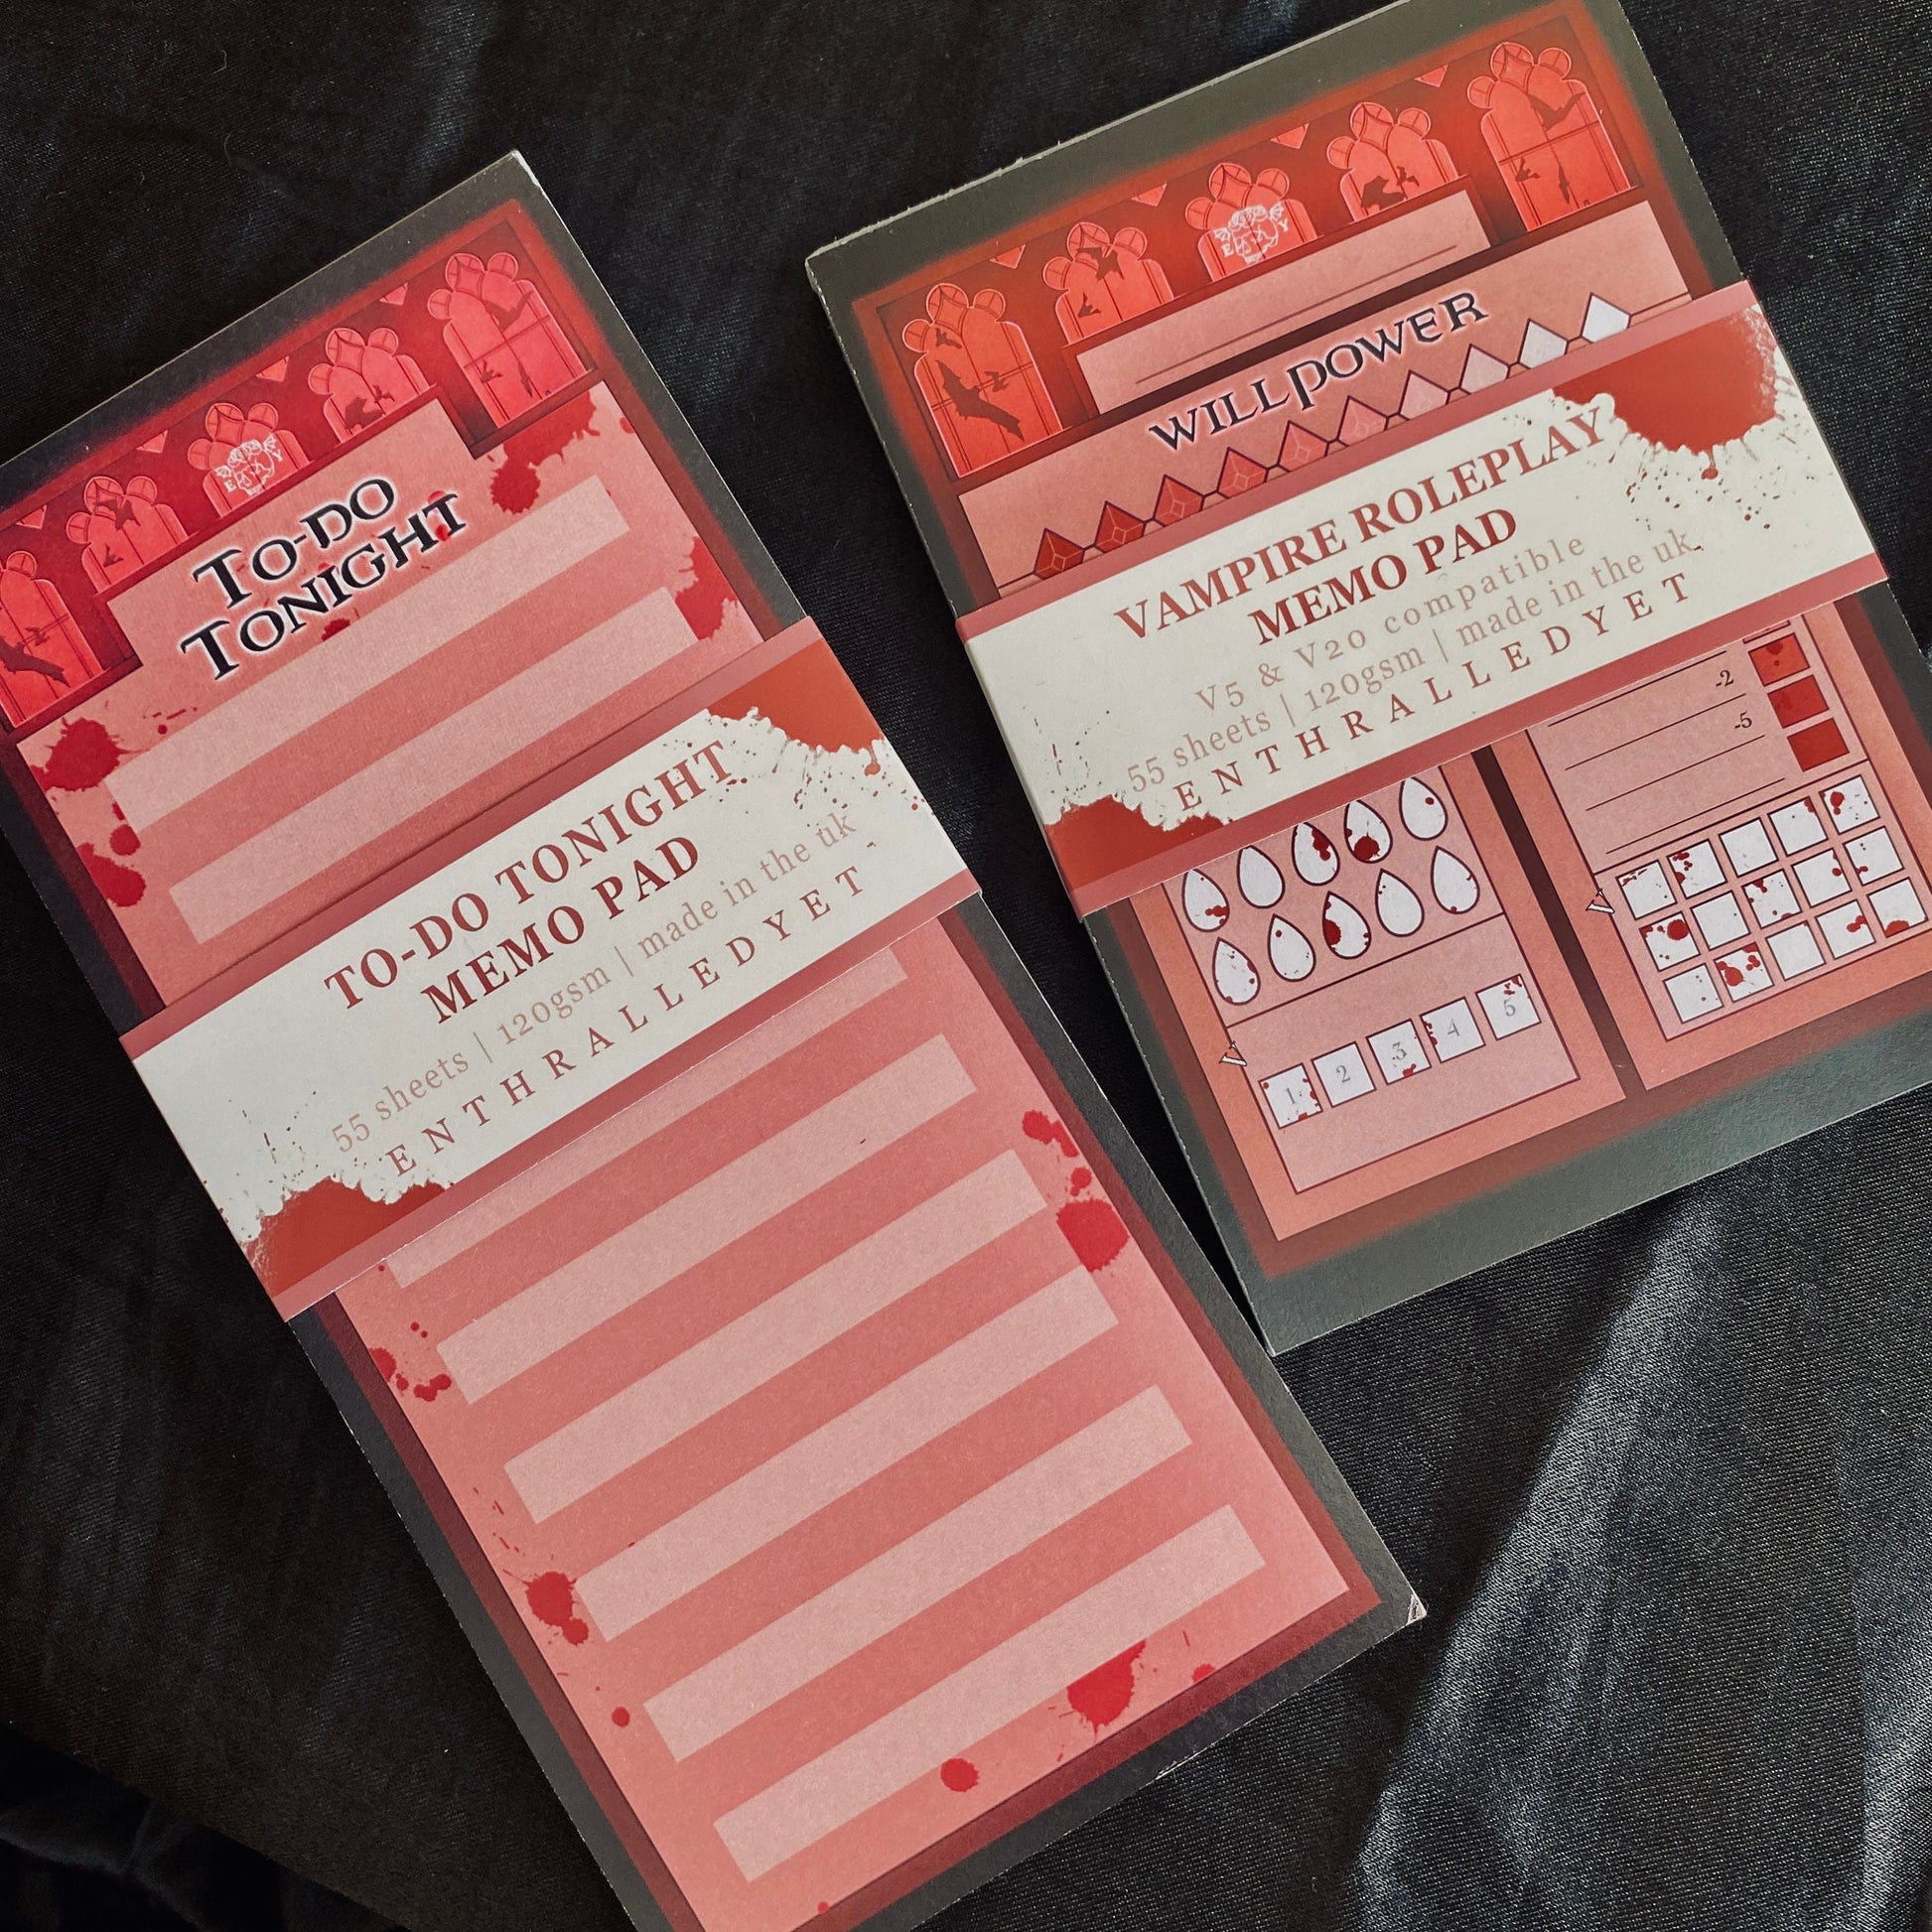 TO-DO
TONIGHT
TO-DO TONIGHT
MEMO PAD
55 sheets | 120gsm | made in the uk
ENTHRALLEDYET
E Y
E Y
WILLPOWER
VAMPIRE ROLEPLAY
MEMO PAD
V5 & V20 compatible
55 sheets | 120gsm | made in the uk
ENTHRALLEDYET
-2
-5
V
V
1 2 3 4 5